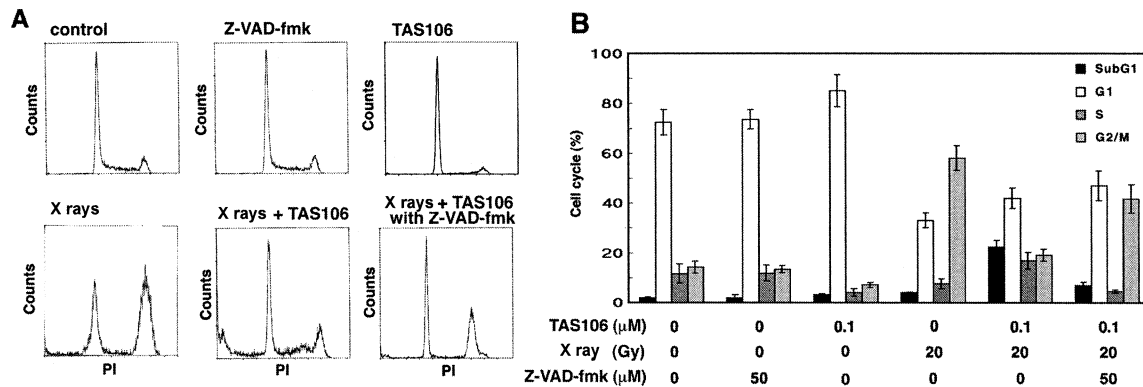 A
control
Z-VAD-fmk
TAS106
Counts
Counts
Counts
X rays
X rays + TAS106
X rays + TAS106
with Z-VAD-fmk
Counts
Counts
Counts
PI
PI
PI
B
100
80
60
40
20
0
Cell cycle (%)
SubG1
G1
S
G2/M
TAS106 (μM) 0 0 0.1 0 0.1 0.1
X ray (Gy) 0 0 0 20 20 20
Z-VAD-fmk (μM) 0 50 0 0 0 50